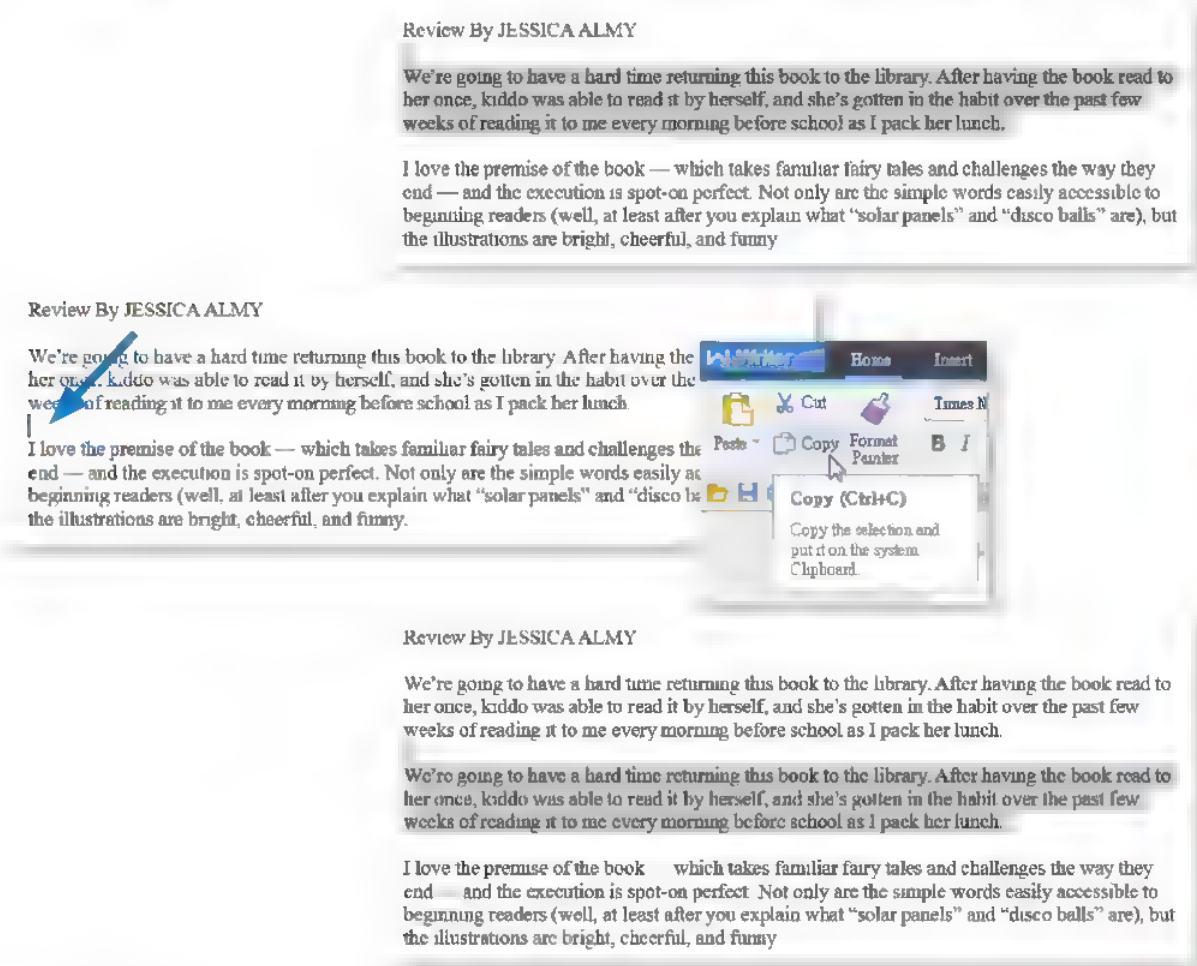 Review By JESSICA ALMY
We're going to have a hard time returning this book to the library. After having the book read to
her once, kiddo was able to read it by herself, and she's gotten in the habit over the past few
weeks of reading it to me every morning before school as I pack her lunch.
I love the premise of the book — which takes familiar fairy tales and challenges the way they
end — and the execution is spot-on perfect. Not only are the simple words easily accessible to
beginning readers (well, at least after you explain what “solar panels” and “disco balls” are), but
the illustrations are bright, cheerful, and funny
Review By JESSICA ALMY
We're going to have a hard time returning this book to the library After having the
her once, kiddo was able to read it by herself, and she's gotten in the habit over the
of reading it to me every morning before school as I pack her lunch.
I love the premise of the book — which takes familiar fairy tales and challenges the
end — and the execution is spot-on perfect. Not only are the simple words easily ac
beginning readers (well, at least after you explain what “solar panels” and “disco ba
the illustrations are bright, cheerful, and funny.
Writer Home Insert
Cut Times N
Paste Copy Format Painter B I
Copy (Ctrl+C)
Copy the selection and
put it on the system
Clipboard.
Review By JESSICA ALMY
We're going to have a hard time returning this book to the library. After having the book read to
her once, kiddo was able to read it by herself, and she's gotten in the habit over the past few
weeks of reading it to me every morning before school as I pack her lunch.
We're going to have a hard time returning this book to the library. After having the book read to
her once, kiddo was able to read it by herself, and she's gotten in the habit over the past few
weeks of reading it to me every morning before school as I pack her lunch.
I love the premise of the book which takes familiar fairy tales and challenges the way they
end — and the execution is spot-on perfect Not only are the simple words easily accessible to
beginning readers (well, at least after you explain what “solar panels” and “disco balls” are), but
the illustrations are bright, cheerful, and funny